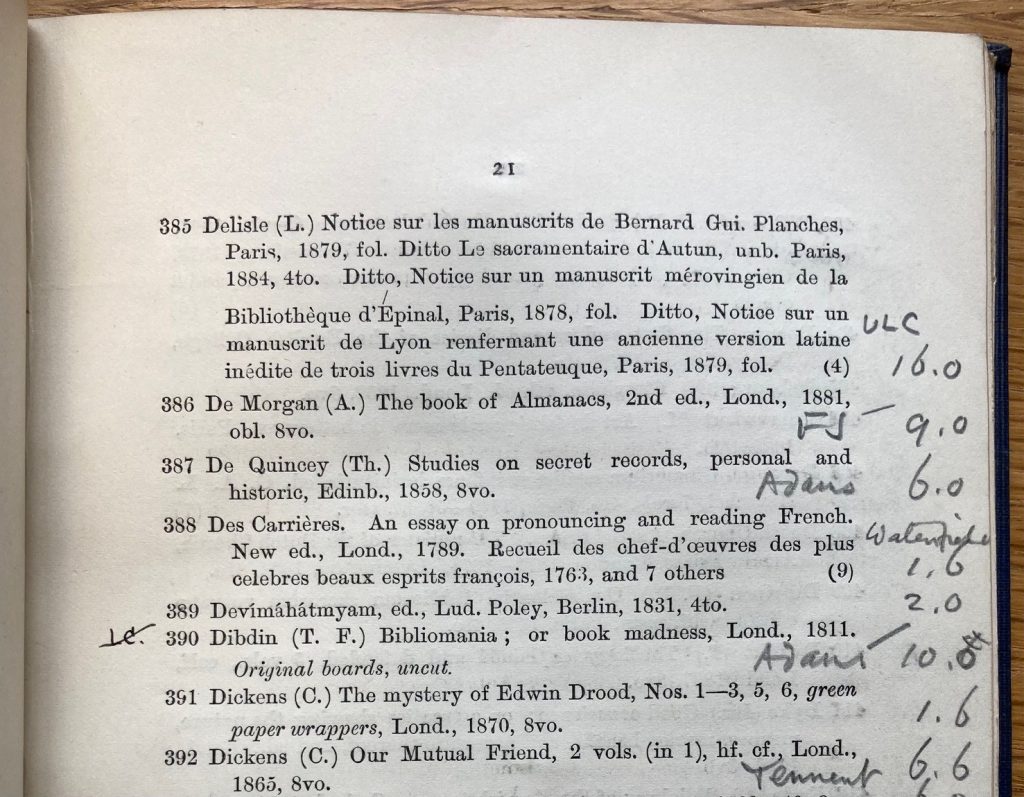 21
385 Delisle (L.) Notice sur les manuscrits de Bernard Gui. Planches,
Paris, 1879, fol. Ditto Le sacramentaire d'Autun, unb. Paris,
1884, 4to. Ditto, Notice sur un manuscrit mérovingien de la
Bibliothèque d'Épinal, Paris, 1878, fol. Ditto, Notice sur un
ULC
manuscrit de Lyon renfermant une ancienne version latine
inédite de trois livres du Pentateuque, Paris, 1879, fol. (4) 16.0
386 De Morgan (A.) The book of Almanacs, 2nd ed., Lond., 1881,
obl. 8vo. FJ 9.0
387 De Quincey (Th.) Studies on secret records, personal and
historic, Edinb., 1858, 8vo. Adams 6.0
388 Des Carrières. An essay on pronouncing and reading French.
New ed., Lond., 1789. Recueil des chef-d'œuvres des plus
celebres beaux esprits françois, 1763, and 7 others (9) 1.6
389 Devímáhátmyam, ed., Lud. Poley, Berlin, 1831, 4to. 2.0
390 Dibdin (T. F.) Bibliomania ; or book madness, Lond., 1811.
Original boards, uncut. Adams 10.0
391 Dickens (C.) The mystery of Edwin Drood, Nos. 1—3, 5, 6, green
paper wrappers, Lond., 1870, 8vo. 1.6
392 Dickens (C.) Our Mutual Friend, 2 vols. (in 1), hf. cf., Lond.,
1865, 8vo. Tennent 6.6